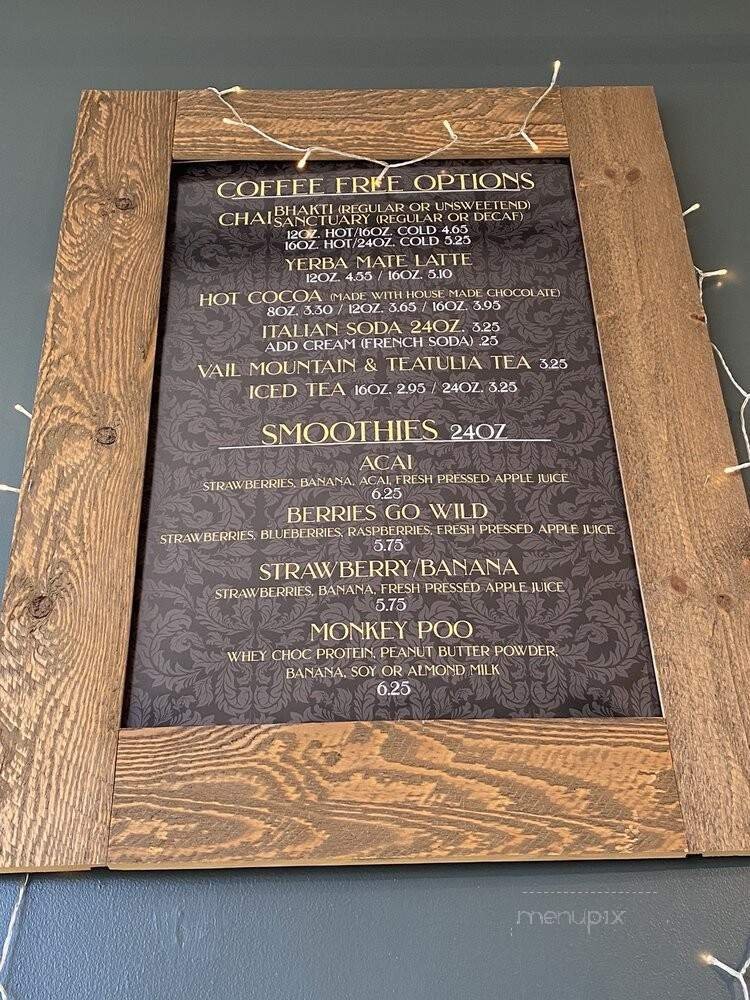 COFFEE FREE OPTIONS
CHAI BHAKTI (REGULAR OR UNSWEETEND)
SANCTUARY (REGULAR OR DECAF)
12OZ. HOT/16OZ. COLD 4.65
16OZ. HOT/24OZ. COLD 5.25
YERBA MATE LATTE
12OZ. 4.55 / 16OZ. 5.10
HOT COCOA (MADE WITH HOUSE MADE CHOCOLATE)
8OZ. 3.30 / 12OZ. 3.65 / 16OZ. 3.95
ITALIAN SODA 24OZ. 3.25
ADD CREAM (FRENCH SODA) .25
VAIL MOUNTAIN & TEATULIA TEA 3.25
ICED TEA 16OZ. 2.95 / 24OZ. 3.25
SMOOTHIES 24OZ
ACAI
STRAWBERRIES, BANANA, ACAI, FRESH PRESSED APPLE JUICE
6.25
BERRIES GO WILD
STRAWBERRIES, BLUEBERRIES, RASPBERRIES, FRESH PRESSED APPLE JUICE
5.75
STRAWBERRY/BANANA
STRAWBERRIES, BANANA, FRESH PRESSED APPLE JUICE
5.75
MONKEY POO
WHEY CHOC PROTEIN, PEANUT BUTTER POWDER,
BANANA, SOY OR ALMOND MILK
6.25
menupix